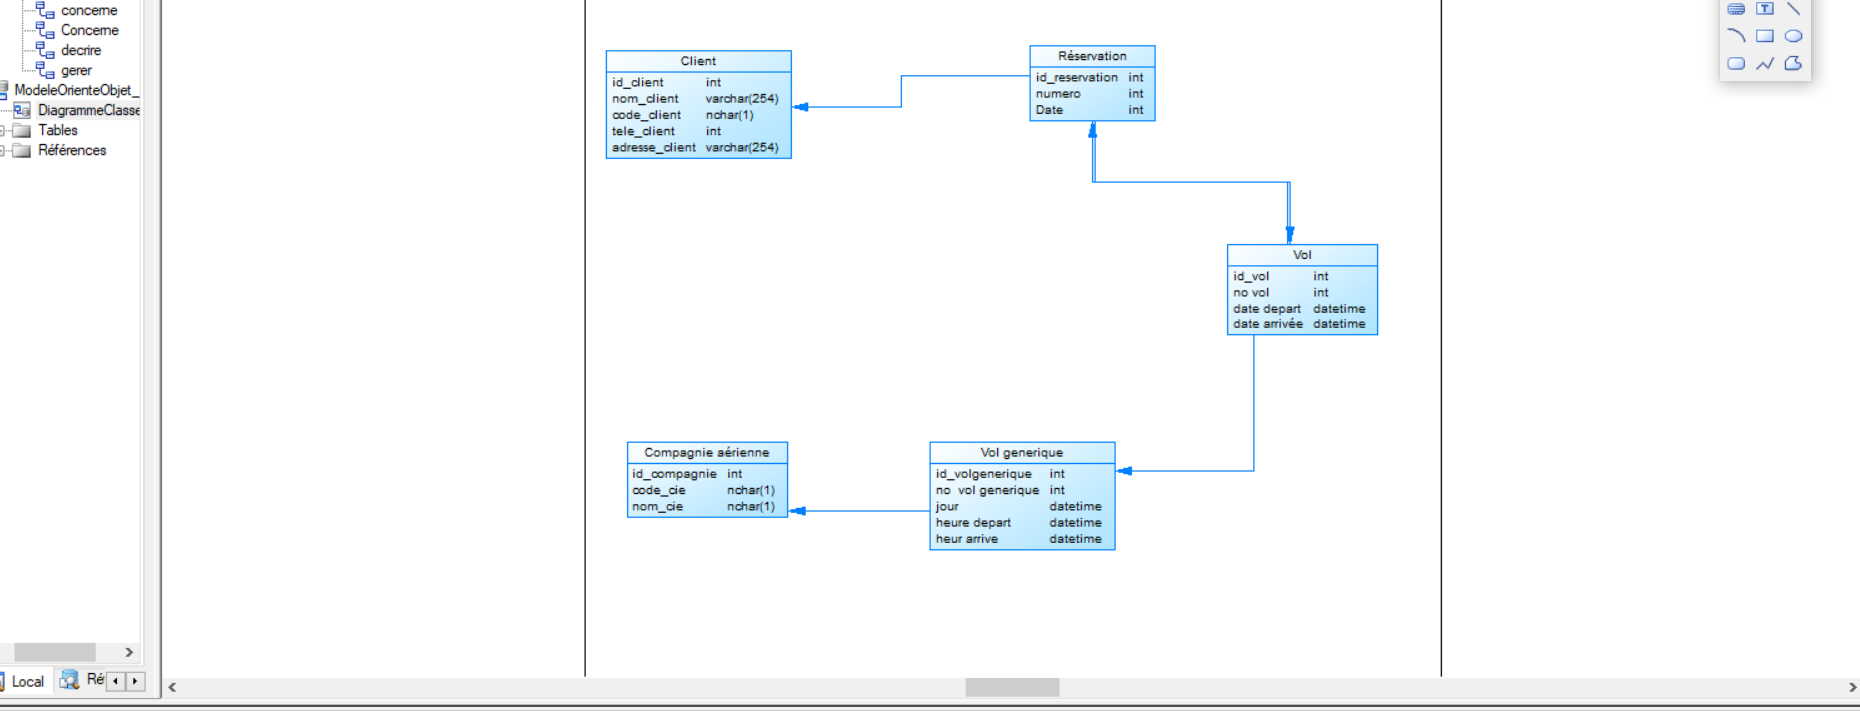 concerne
Concerne
decrire
gerer
ModeleOrienteObjet_
DiagrammeClasse
Tables
Références
Local
Ré
Client
id_client int
nom_client varchar(254)
code_client nchar(1)
tele_client int
adresse_client varchar(254)
Réservation
id_reservation int
numero int
Date int
Vol
id_vol int
no vol int
date depart datetime
date arrivée datetime
Compagnie aérienne
id_compagnie int
code_cie nchar(1)
nom_cie nchar(1)
Vol generique
id_volgenerique int
no vol generique int
jour datetime
heure depart datetime
heur arrive datetime
T